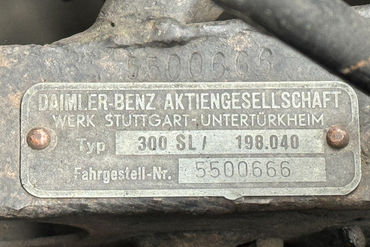 5500666
DAIMLER-BENZ AKTIENGESELLSCHAFT
WERK STUTTGART-UNTERTÜRKHEIM
Typ 300 SL/ 198.040
Fahrgestell-Nr. 5500666